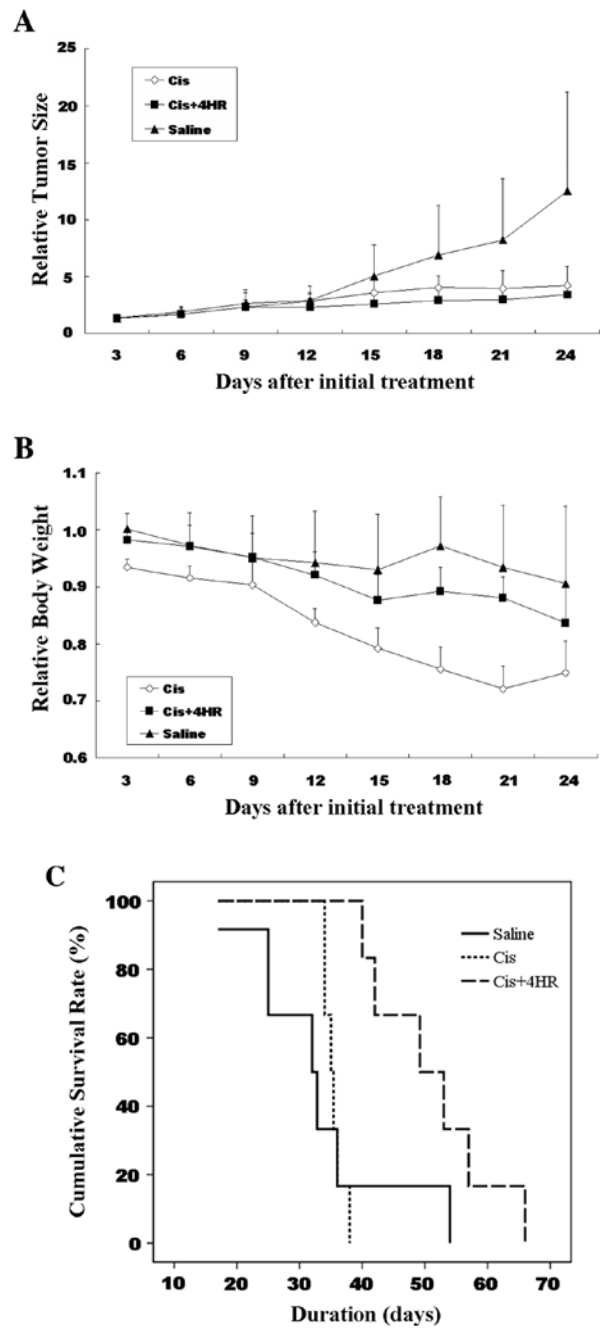 A
Relative Tumor Size
25
20
15
10
5
0
Cis
Cis+4HR
Saline
3 6 9 12 15 18 21 24
Days after initial treatment
B
Relative Body Weight
1.1
1.0
0.9
0.8
0.7
0.6
Cis
Cis+4HR
Saline
3 6 9 12 15 18 21 24
Days after initial treatment
C
Cumulative Survival Rate (%)
100
80
60
40
20
0
Saline
Cis
Cis+4HR
10 20 30 40 50 60 70
Duration (days)